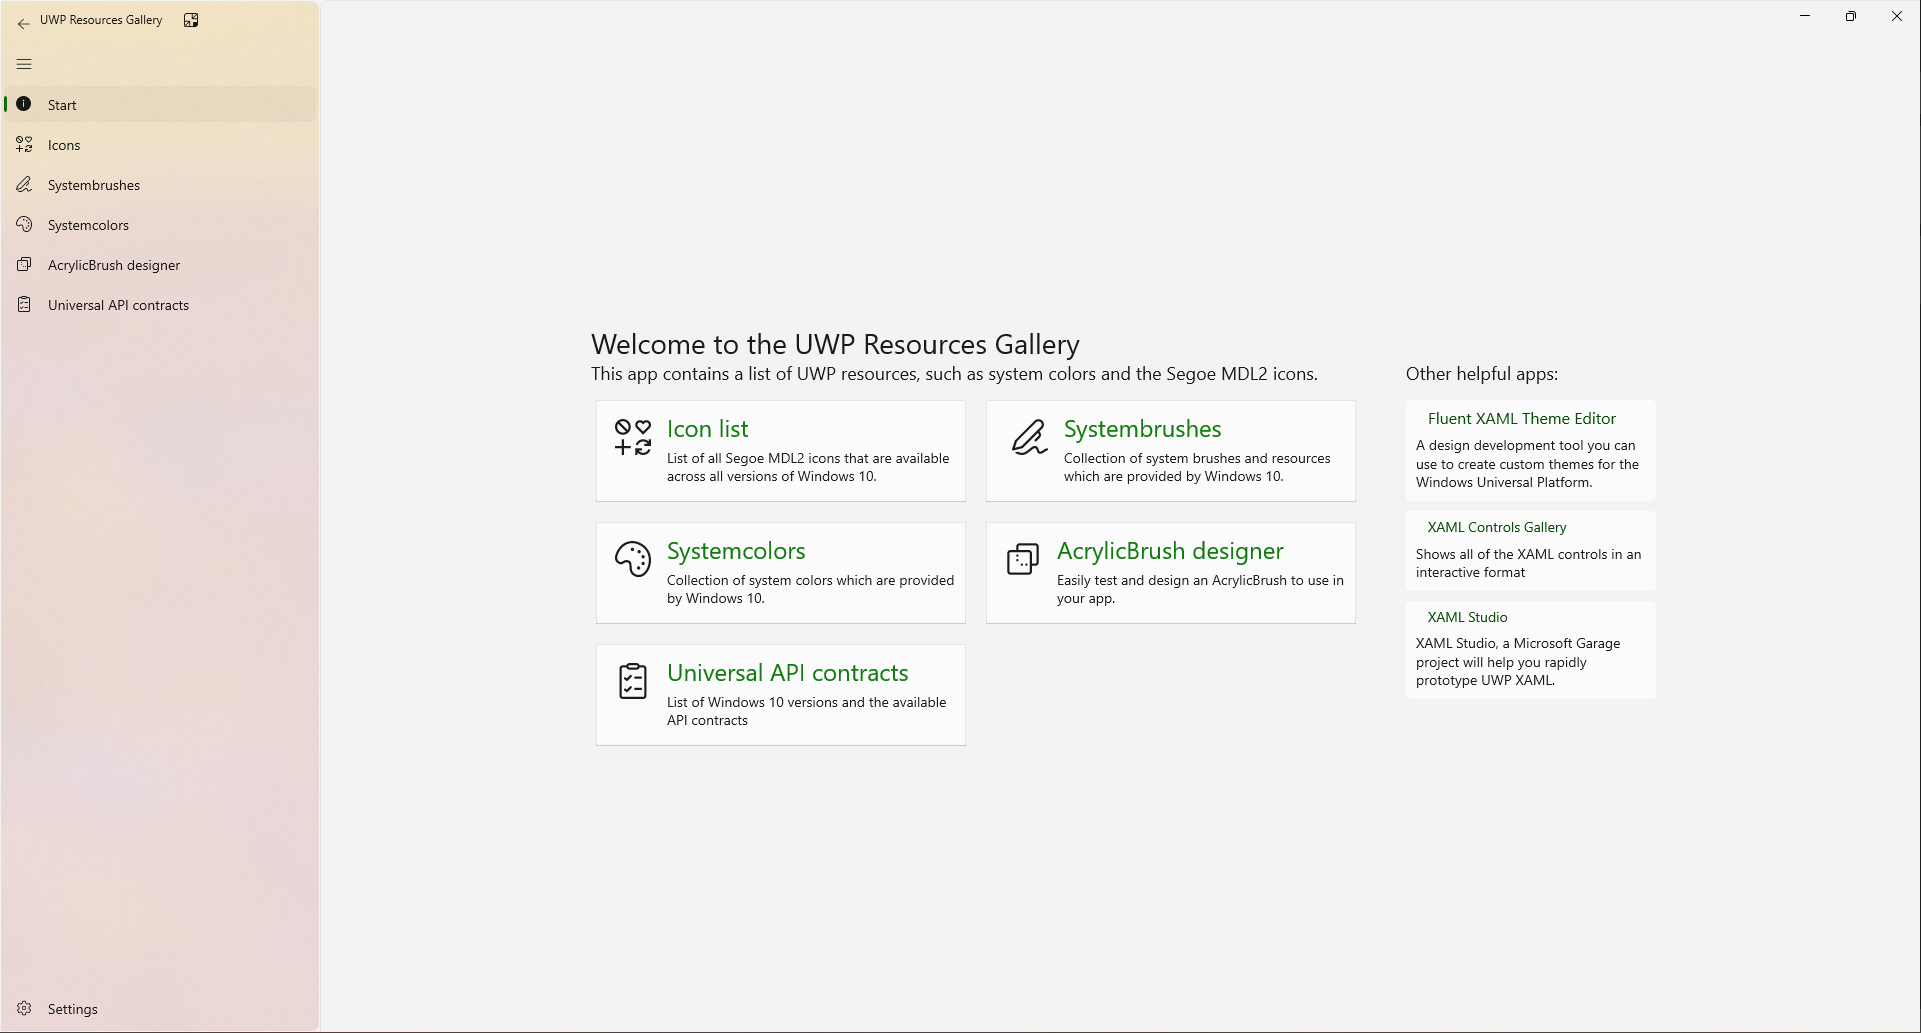 UWP Resources Gallery
Start
Icons
Systembrushes
Systemcolors
AcrylicBrush designer
Universal API contracts
Settings
Welcome to the UWP Resources Gallery
This app contains a list of UWP resources, such as system colors and the Segoe MDL2 icons.
Icon list
List of all Segoe MDL2 icons that are available
across all versions of Windows 10.
Systembrushes
Collection of system brushes and resources
which are provided by Windows 10.
Systemcolors
Collection of system colors which are provided
by Windows 10.
AcrylicBrush designer
Easily test and design an AcrylicBrush to use in
your app.
Universal API contracts
List of Windows 10 versions and the available
API contracts
Other helpful apps:
Fluent XAML Theme Editor
A design development tool you can
use to create custom themes for the
Windows Universal Platform.
XAML Controls Gallery
Shows all of the XAML controls in an
interactive format
XAML Studio
XAML Studio, a Microsoft Garage
project will help you rapidly
prototype UWP XAML.